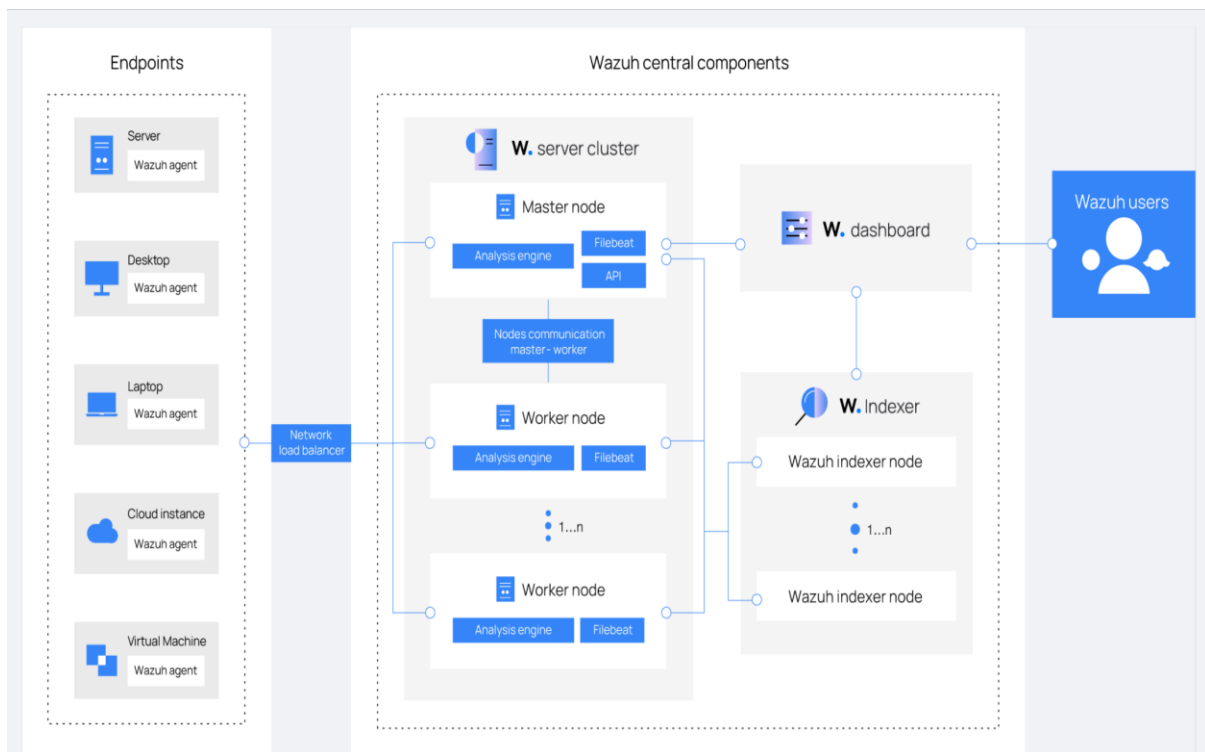 Endpoints
Server
Wazuh agent
Desktop
Wazuh agent
Laptop
Wazuh agent
Cloud instance
Wazuh agent
Virtual Machine
Wazuh agent
Network
load balancer
Wazuh central components
W. server cluster
Master node
Analysis engine
Filebeat
API
Nodes communication
master- worker
Worker node
Analysis engine
Filebeat
1...n
Worker node
Analysis engine
Filebeat
W. dashboard
W. Indexer
Wazuh indexer node
1...n
Wazuh indexer node
Wazuh users